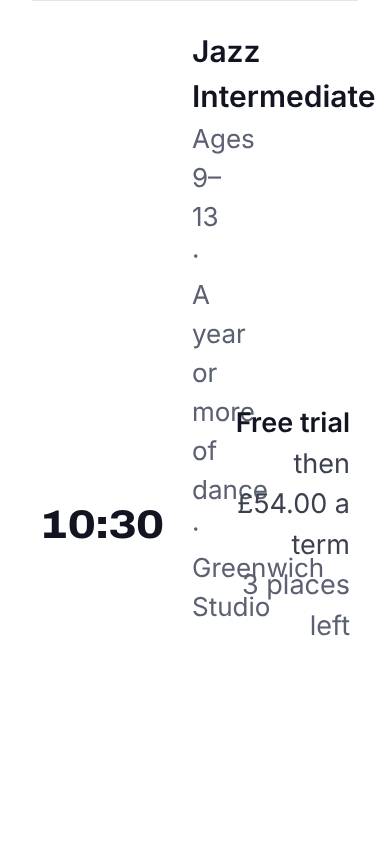 10:30
Jazz
Intermediate
Ages
9–
13
·
A
year
or
more
of
dance
·
Greenwich
Studio
Free trial
then
£54.00 a
term
3 places
left